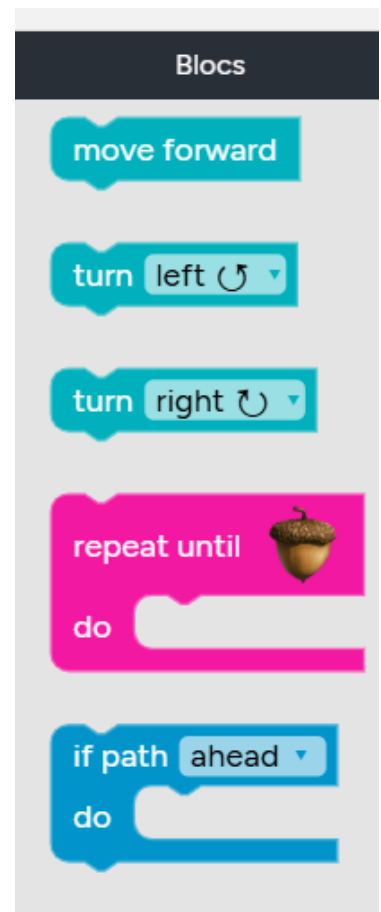 Blocs
move forward
turn left ↺
turn right ↻
repeat until
do
if path ahead
do